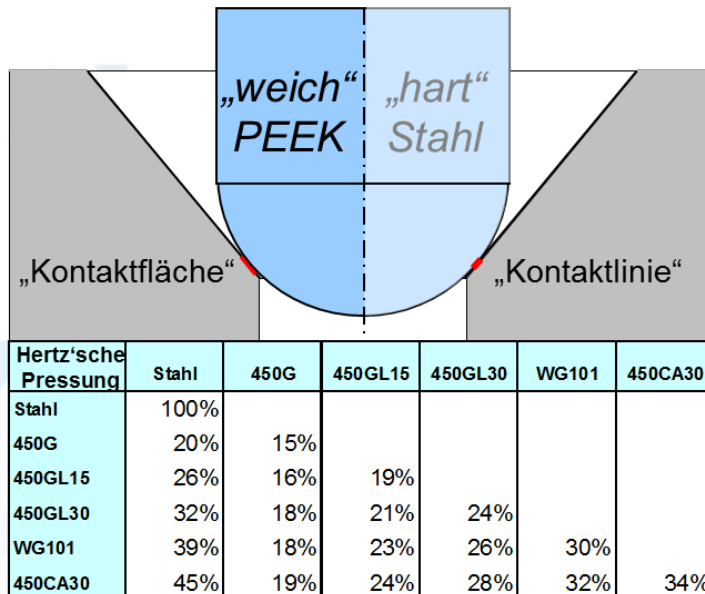 „weich“ „hart“
PEEK Stahl
„Kontaktfläche“ „Kontaktlinie“
Hertz'sche Pressung Stahl 450G 450GL15 450GL30 WG101 450CA30
Stahl 100%
450G 20% 15%
450GL15 26% 16% 19%
450GL30 32% 18% 21% 24%
WG101 39% 18% 23% 26% 30%
450CA30 45% 19% 24% 28% 32% 34%